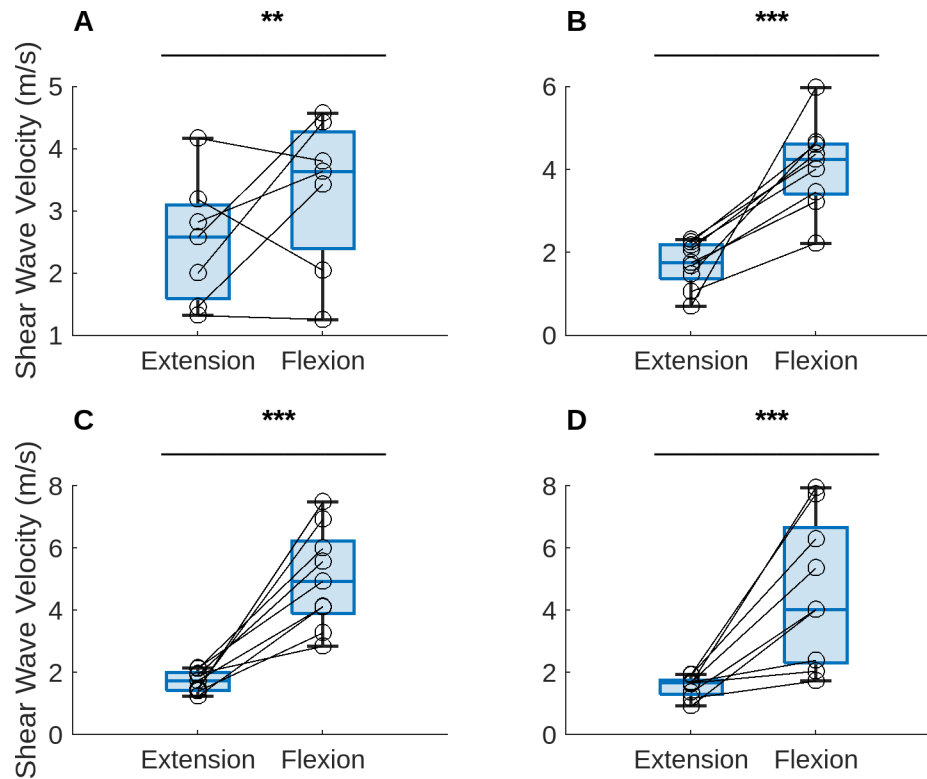 A
**
Shear Wave Velocity (m/s)
5
4
3
2
1
Extension
Flexion
B
***
6
4
2
0
Extension
Flexion
C
***
Shear Wave Velocity (m/s)
8
6
4
2
0
Extension
Flexion
D
***
8
6
4
2
0
Extension
Flexion